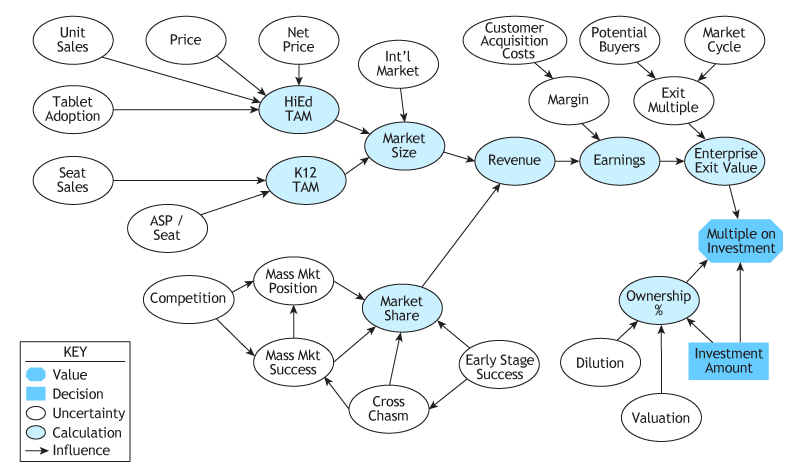 Unit
Sales
Price
Net
Price
Int'l
Market
Customer
Acquisition
Costs
Potential
Buyers
Market
Cycle
Tablet
Adoption
HiEd
TAM
Margin
Exit
Multiple
Market
Size
Revenue
Earnings
Enterprise
Exit Value
Seat
Sales
K12
TAM
ASP /
Seat
Multiple on
Investment
Competition
Mass Mkt
Position
Market
Share
Ownership
%
Mass Mkt
Success
Early Stage
Success
Dilution
Investment
Amount
Cross
Chasm
Valuation
KEY
Value
Decision
Uncertainty
Calculation
Influence